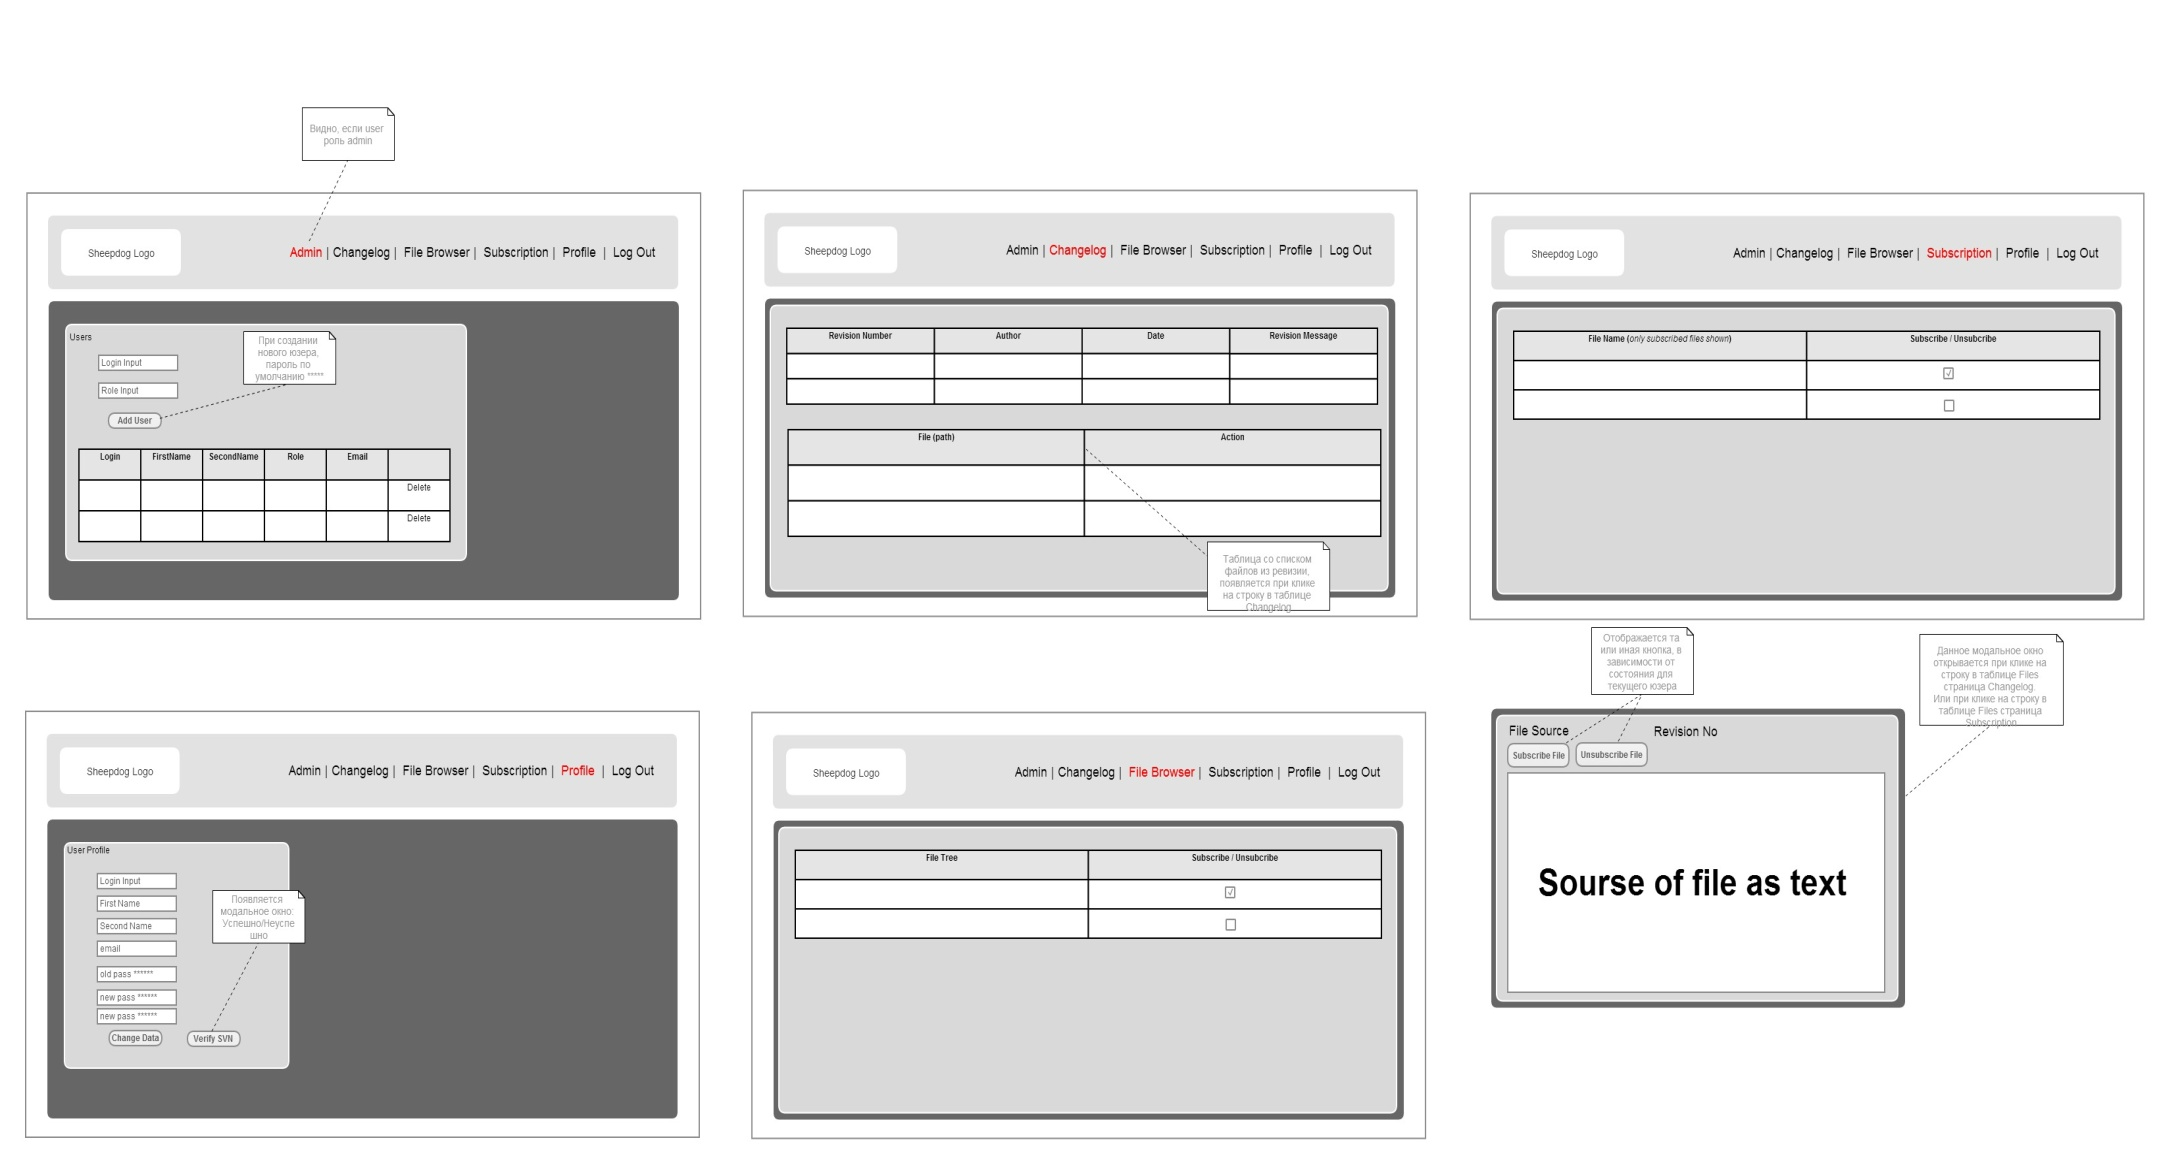 Видно, если user
роль admin
Sheepdog Logo
Admin | Changelog | File Browser | Subscription | Profile | Log Out
Users
Login Input
Role Input
Add User
При создании
нового юзера,
пароль по
умолчанию *****
Login FirstName SecondName Role Email
Delete
Delete
Sheepdog Logo
Admin | Changelog | File Browser | Subscription | Profile | Log Out
Revision Number Author Date Revision Message
File (path) Action
Таблица со списком
файлов из ревизии,
появляется при клике
на строку в таблице
Changelog
Sheepdog Logo
Admin | Changelog | File Browser | Subscription | Profile | Log Out
File Name (only subscribed files shown) Subscribe / Unsubcribe
Sheepdog Logo
Admin | Changelog | File Browser | Subscription | Profile | Log Out
User Profile
Login Input
First Name
Second Name
email
old pass ******
new pass ******
new pass ******
Change Data
Verify SVN
Появляется
модальное окно:
Успешно/Неуспе
шно
Sheepdog Logo
Admin | Changelog | File Browser | Subscription | Profile | Log Out
File Tree Subscribe / Unsubcribe
Отображается та
или иная кнопка, в
зависимости от
состояния для
текущего юзера
Данное модальное окно
открывается при клике на
строку в таблице Files
страница Changelog.
Или при клике на строку в
таблице Files страница
Subscription
File Source Revision No
Subscribe File Unsubscribe File
Sourse of file as text